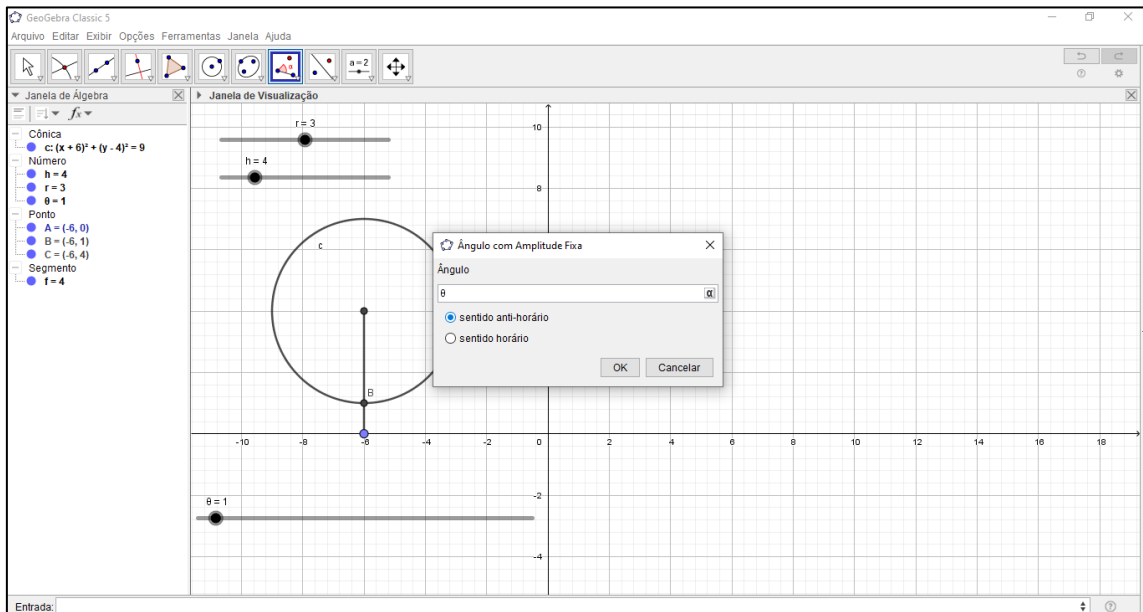 GeoGebra Classic 5
Arquivo Editar Exibir Opções Ferramentas Janela Ajuda
a=2
Janela de Álgebra
Janela de Visualização
fx
Cônica
c: (x + 6)² + (y - 4)² = 9
Número
h = 4
r = 3
θ = 1
Ponto
A = (-6, 0)
B = (-6, 1)
C = (-6, 4)
Segmento
f = 4
r = 3
h = 4
10
8
c
B
Ângulo com Amplitude Fixa
Ângulo
θ
α
sentido anti-horário
sentido horário
OK Cancelar
-10 -8 -6 -4 -2 0 2 4 6 8 10 12 14 16 18
-2
θ = 1
-4
Entrada: